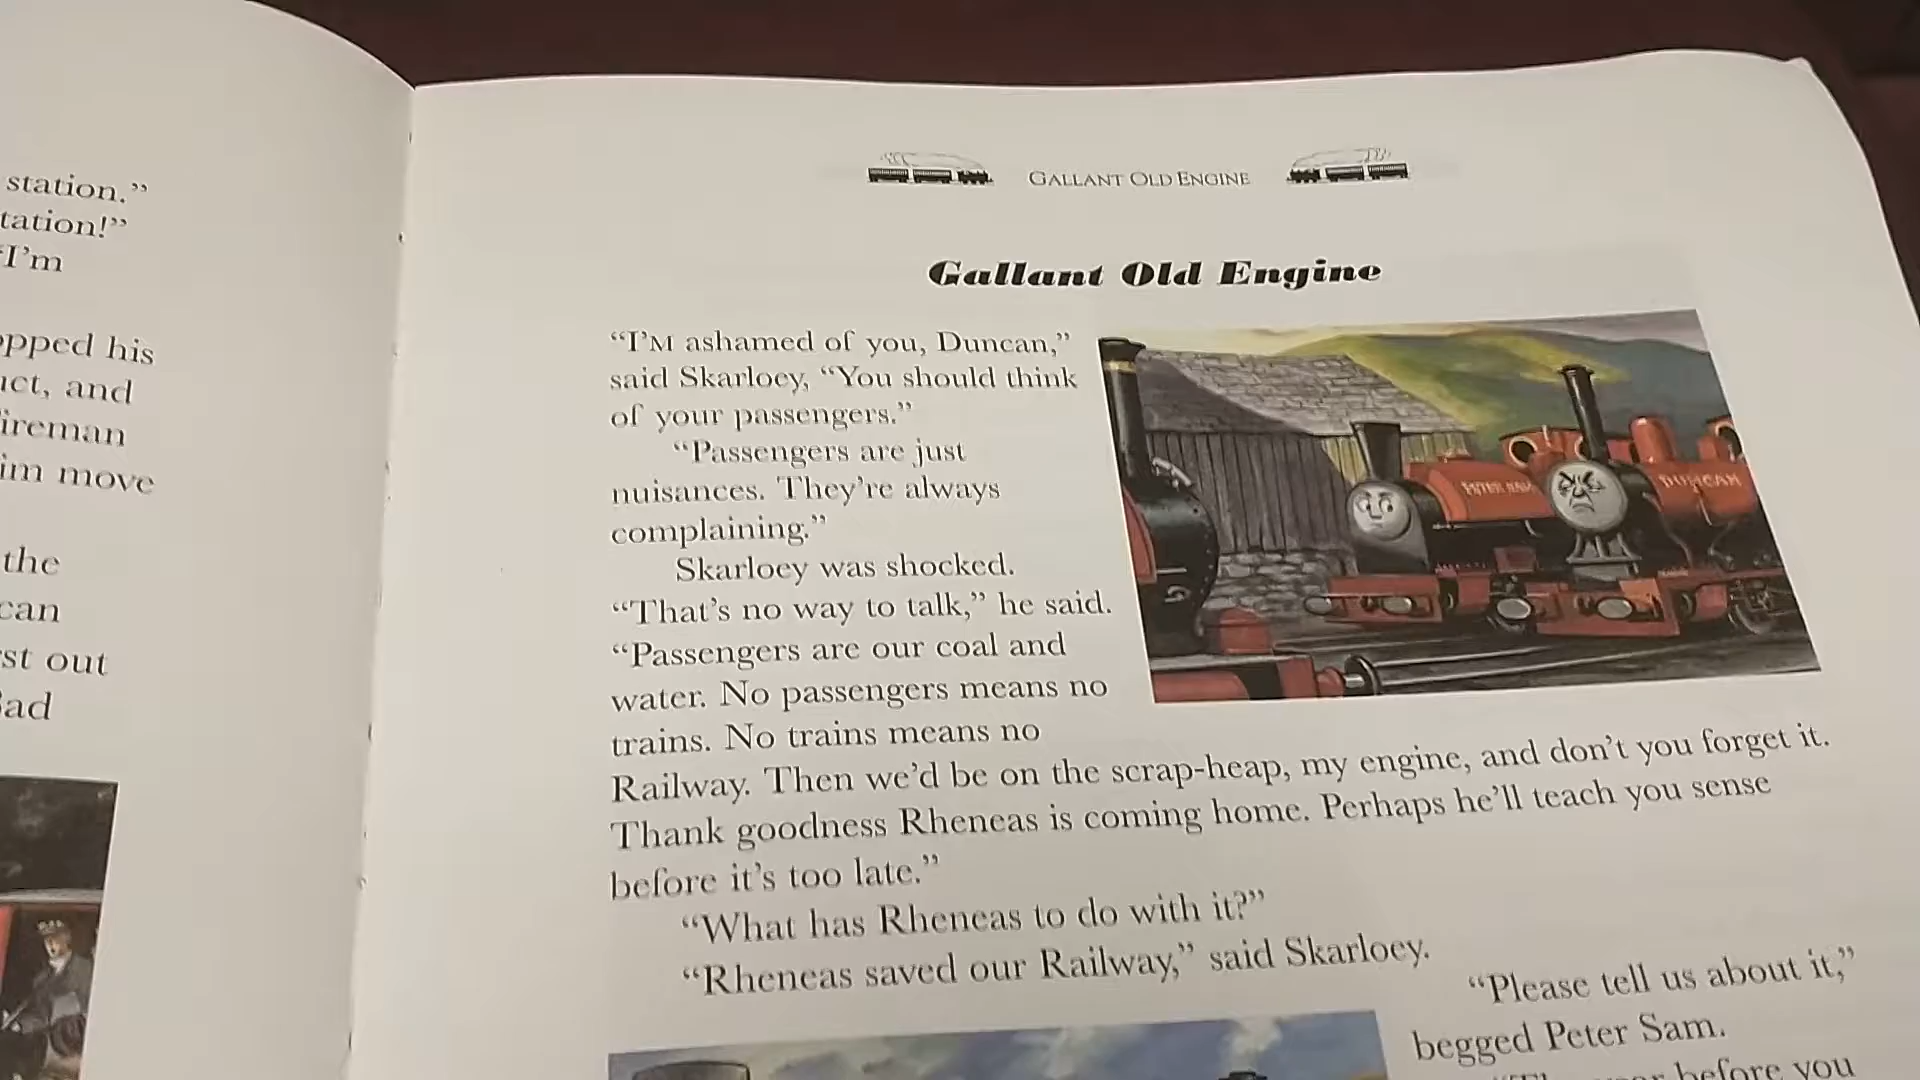 station.”
tation!”
“I’m
opped his
uct, and
ireman
im move
the
can
st out
GALLANT OLD ENGINE
Gallant Old Engine
“I’M ashamed of you, Duncan,”
said Skarloey, “You should think
of your passengers.”
“Passengers are just
nuisances. They’re always
complaining.”
Skarloey was shocked.
“That’s no way to talk,” he said.
“Passengers are our coal and
water. No passengers means no
trains. No trains means no
Railway. Then we’d be on the scrap-heap, my engine, and don’t you forget it.
Thank goodness Rheneas is coming home. Perhaps he’ll teach you sense
before it’s too late.”
“What has Rheneas to do with it?”
“Rheneas saved our Railway,” said Skarloey.
PETER SAM
DUNCAN
“Please tell us about it,”
begged Peter Sam.
before you